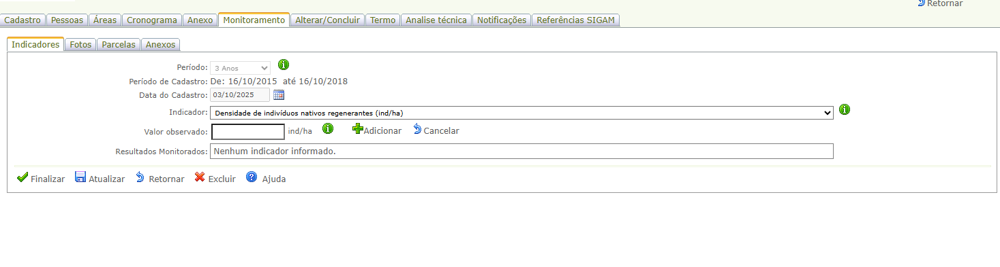 Retornar
Cadastro Pessoas Áreas Cronograma Anexo Monitoramento Alterar/Concluir Termo Analise técnica Notificações Referências SIGAM
Indicadores Fotos Parcelas Anexos
Período: 3 Anos
Período de Cadastro: De: 16/10/2015 até 16/10/2018
Data do Cadastro: 03/10/2025
Indicador: Densidade de indivíduos nativos regenerantes (ind/ha)
Valor observado: ind/ha Adicionar Cancelar
Resultados Monitorados: Nenhum indicador informado.
Finalizar Atualizar Retornar Excluir Ajuda